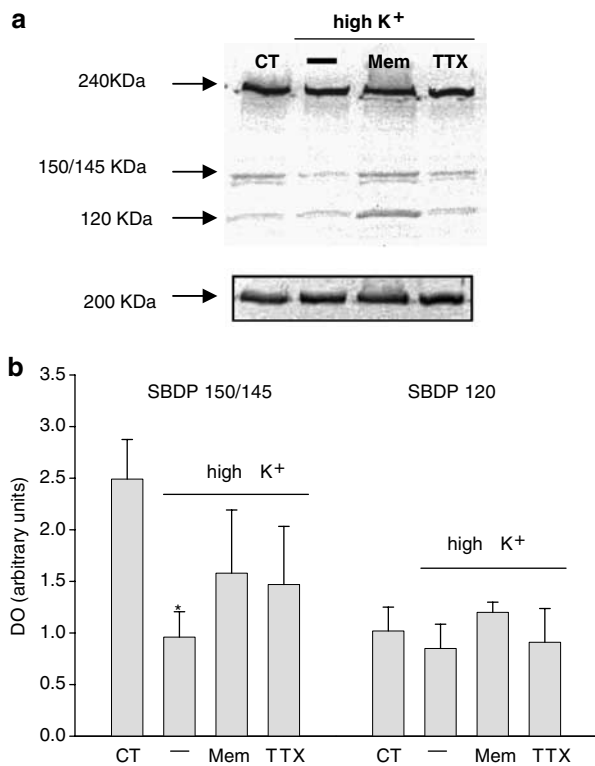 a
high K+
CT — Mem TTX
240KDa
150/145 KDa
120 KDa
200 KDa
b
3.5
3.0
2.5
2.0
1.5
1.0
0.5
0.0
DO (arbitrary units)
SBDP 150/145
SBDP 120
high K+
high K+
*
CT — Mem TTX CT — Mem TTX